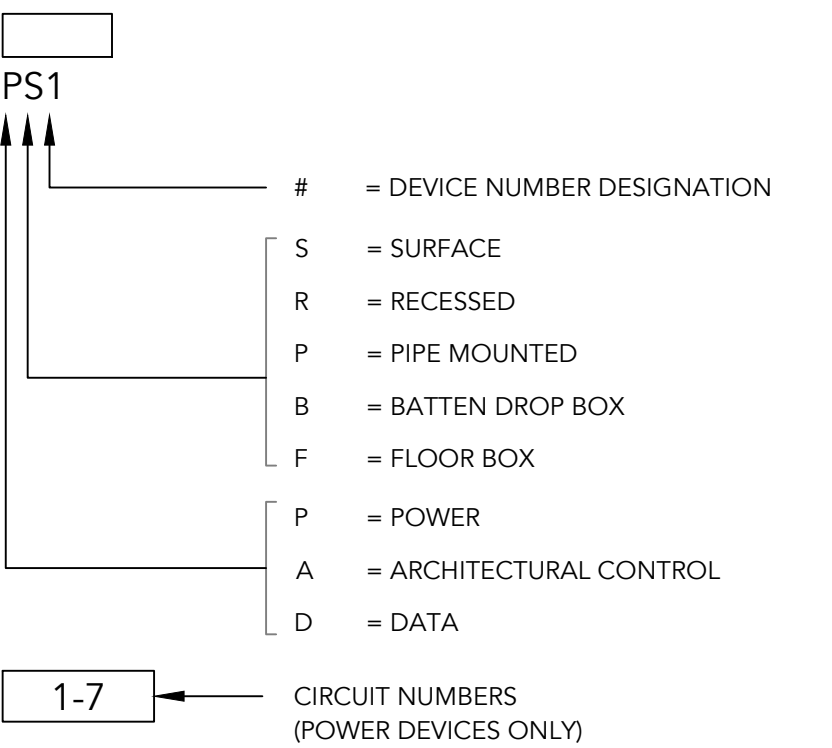 PS1
# = DEVICE NUMBER DESIGNATION
S = SURFACE
R = RECESSED
P = PIPE MOUNTED
B = BATTEN DROP BOX
F = FLOOR BOX
P = POWER
A = ARCHITECTURAL CONTROL
D = DATA
1-7 CIRCUIT NUMBERS
(POWER DEVICES ONLY)